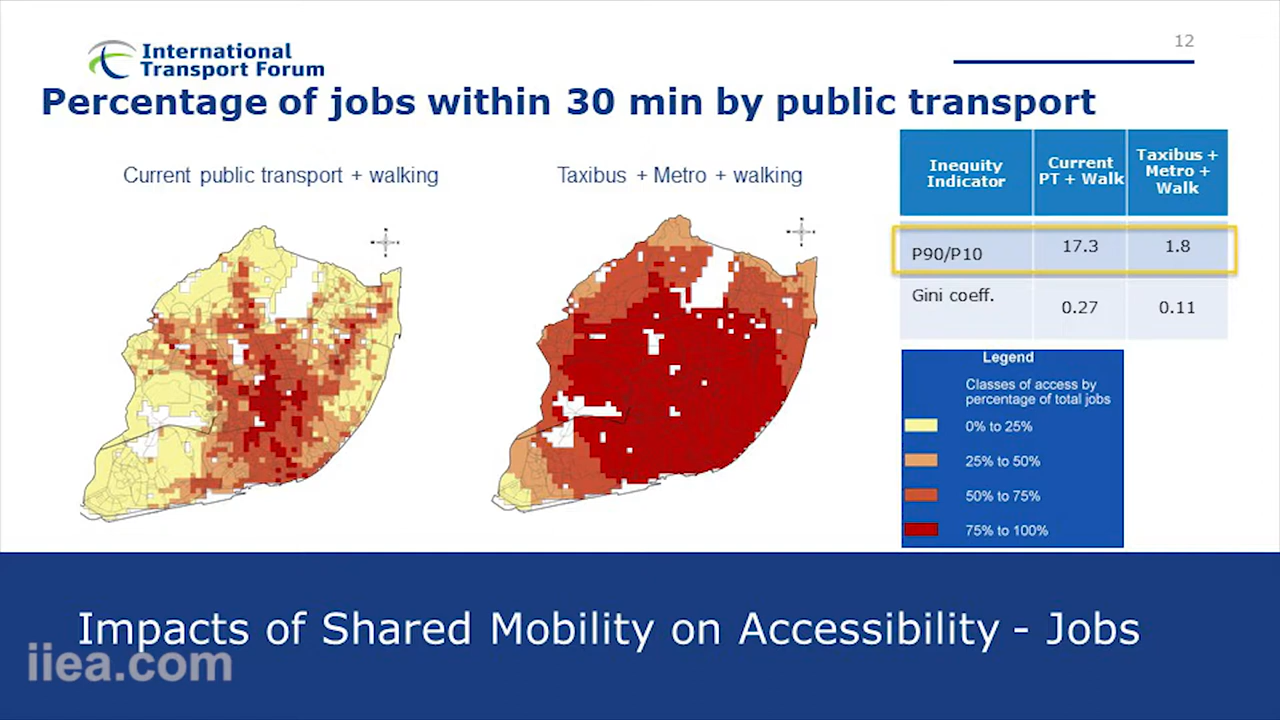 International
Transport Forum
12
Percentage of jobs within 30 min by public transport
Current public transport + walking
Taxibus + Metro + walking
Inequity
Indicator
Current
PT + Walk
Taxibus +
Metro +
Walk
P90/P10
17.3
1.8
Gini coeff.
0.27
0.11
Legend
Classes of access by
percentage of total jobs
0% to 25%
25% to 50%
50% to 75%
75% to 100%
Impacts of Shared Mobility on Accessibility - Jobs
iiea.com